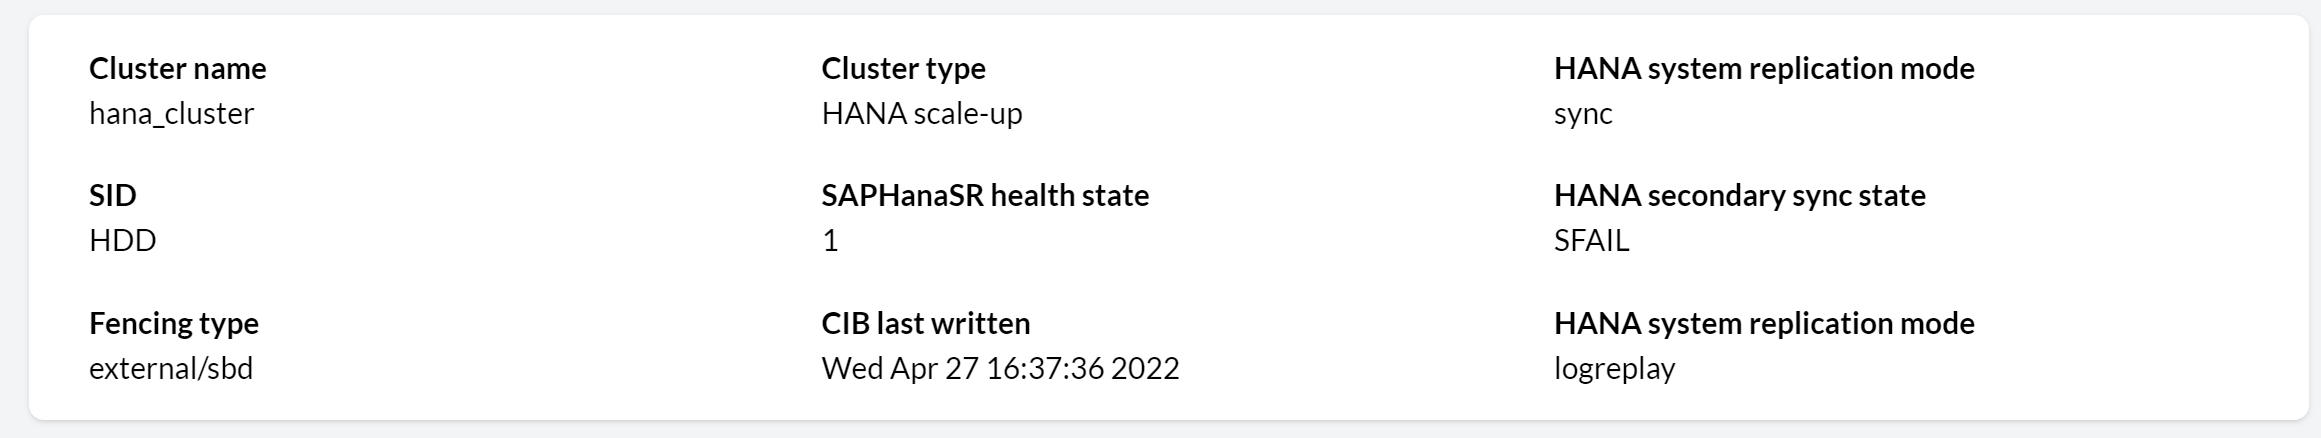 Cluster name
hana_cluster
Cluster type
HANA scale-up
HANA system replication mode
sync
SID
HDD
SAPHanaSR health state
1
HANA secondary sync state
SFAIL
Fencing type
external/sbd
CIB last written
Wed Apr 27 16:37:36 2022
HANA system replication mode
logreplay